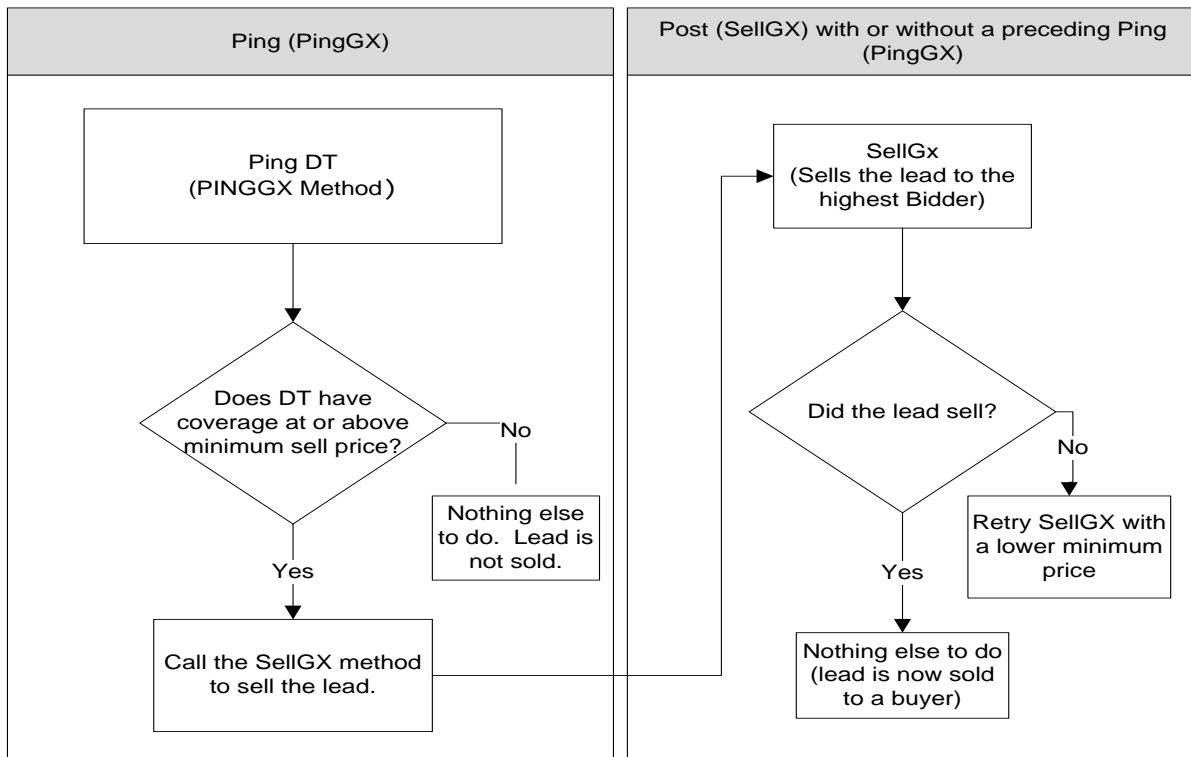 Ping (PingGX)
Ping DT
(PINGGX Method)
Does DT have
coverage at or above
minimum sell price?
No
Nothing else
to do. Lead is
not sold.
Yes
Call the SellGX method
to sell the lead.
Post (SellGX) with or without a preceding Ping
(PingGX)
SellGx
(Sells the lead to the
highest Bidder)
Did the lead sell?
No
Retry SellGX with
a lower minimum
price
Yes
Nothing else to do
(lead is now sold
to a buyer)